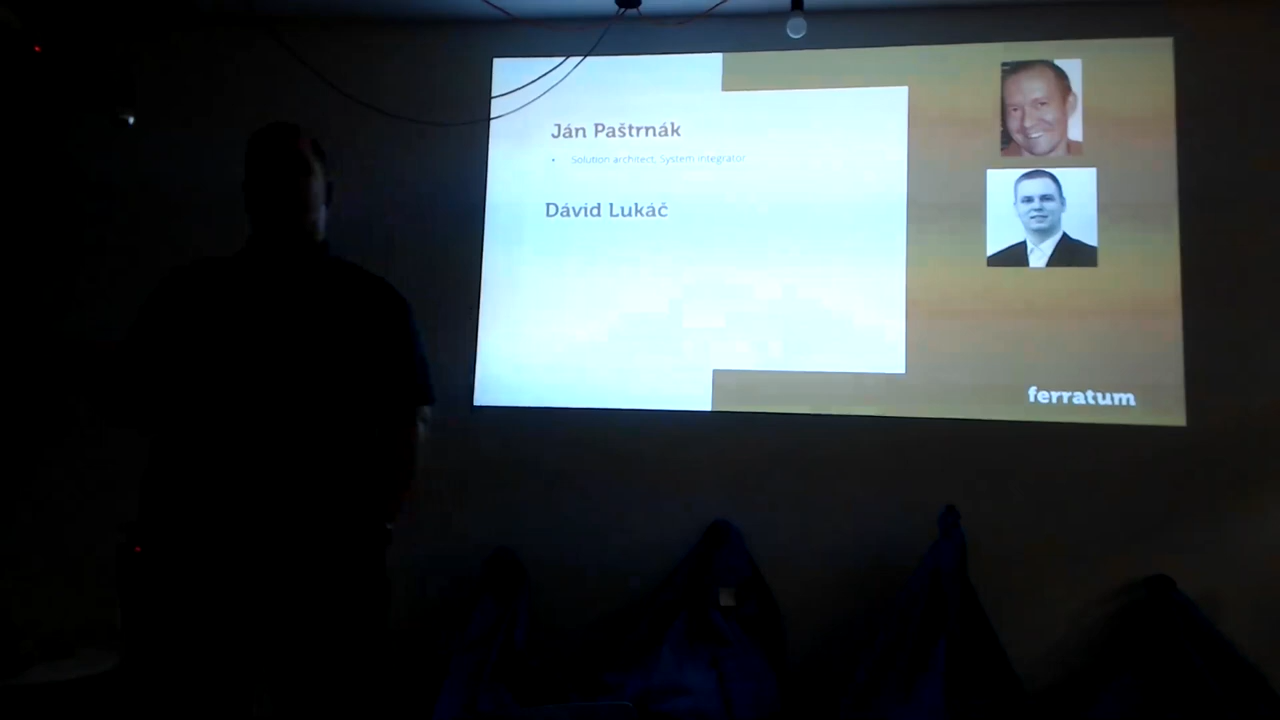 Ján Paštrnák
• Solution architect, System integrator
Dávid Lukáč
ferratum